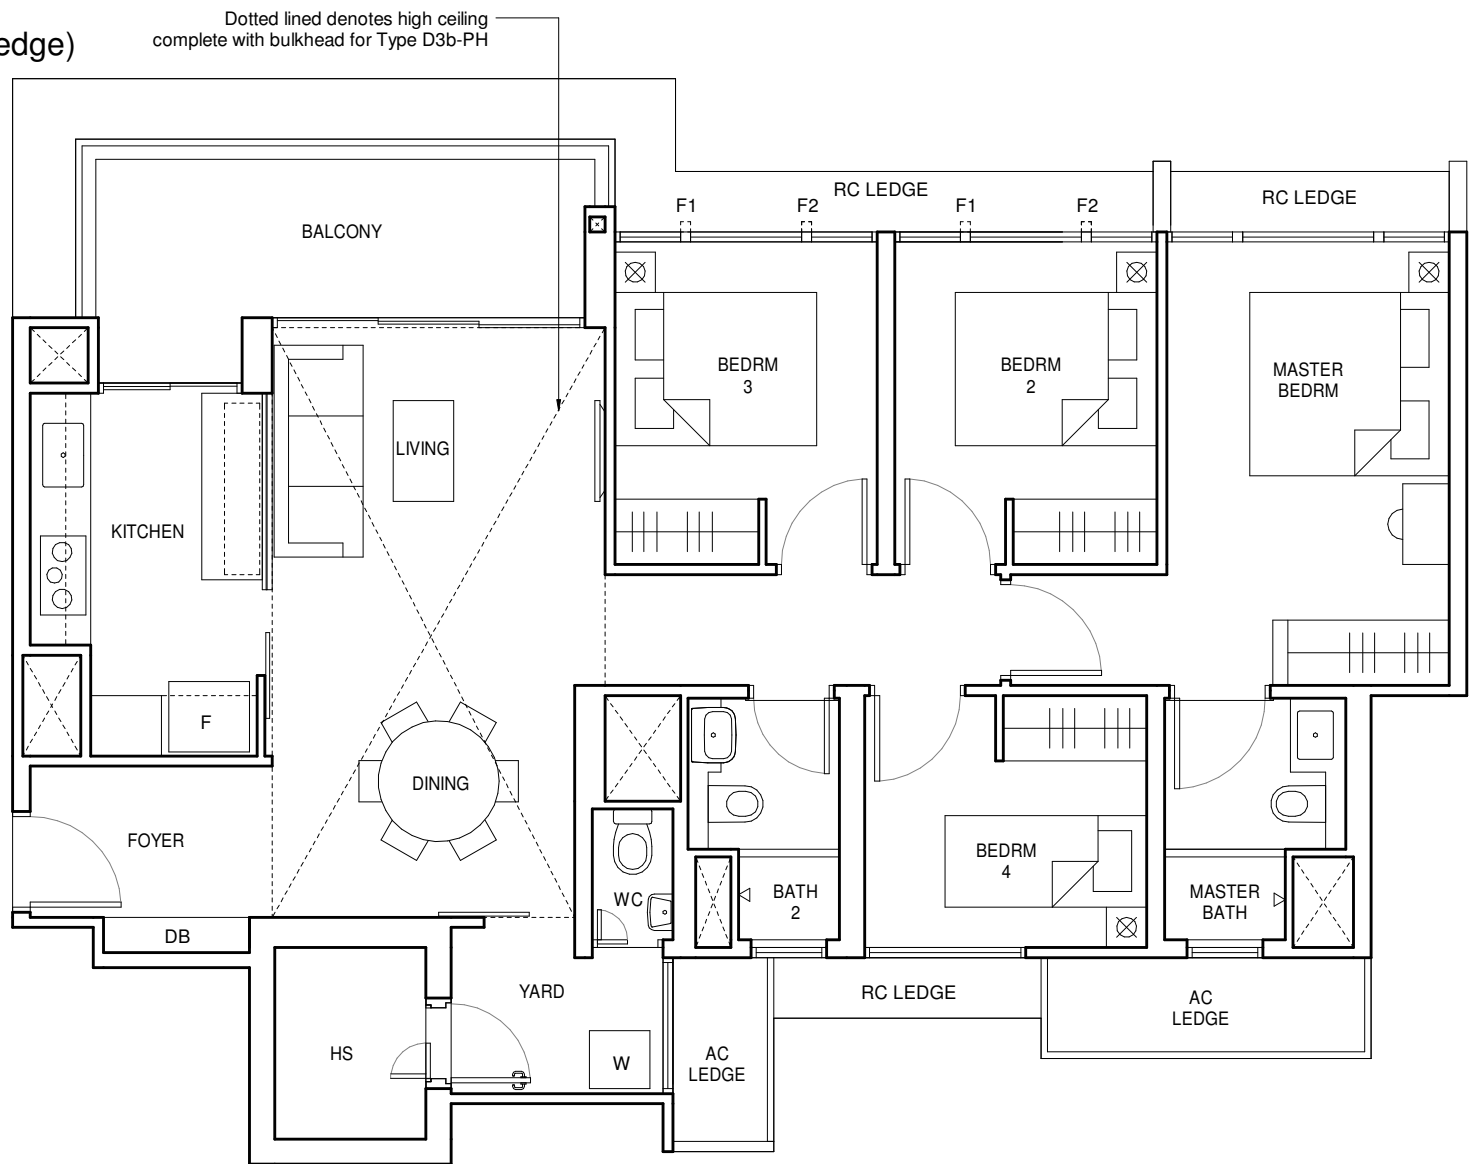 edge)
Dotted lined denotes high ceiling
complete with bulkhead for Type D3b-PH
RC LEDGE
RC LEDGE
F1
F2
F1
F2
BALCONY
BEDRM
3
BEDRM
2
MASTER
BEDRM
LIVING
KITCHEN
F
DINING
FOYER
BEDRM
4
WC
BATH
2
MASTER
BATH
DB
YARD
RC LEDGE
AC
LEDGE
HS
W
AC
LEDGE